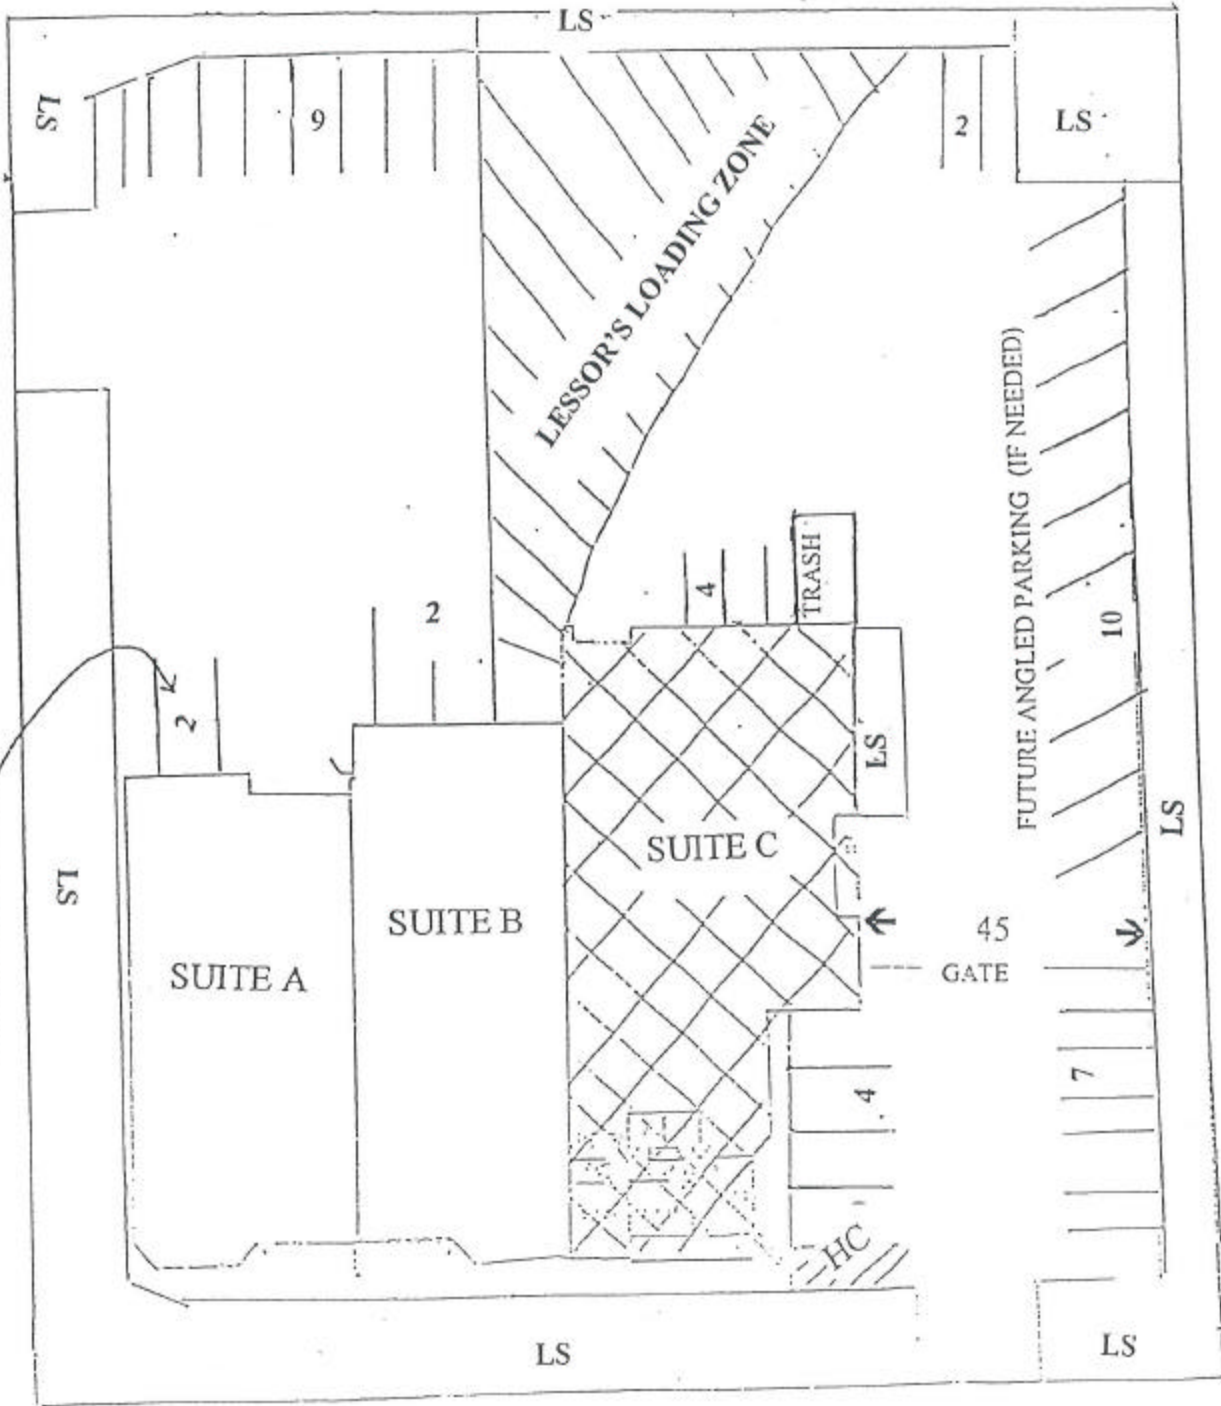 LS
LS
9
2
LS
LESSOR'S LOADING ZONE
FUTURE ANGLED PARKING (IF NEEDED)
TRASH
4
2
10
2
LS
LS
SUITE C
LS
SUITE B
45
SUITE A
GATE
4
7
HC
LS
LS